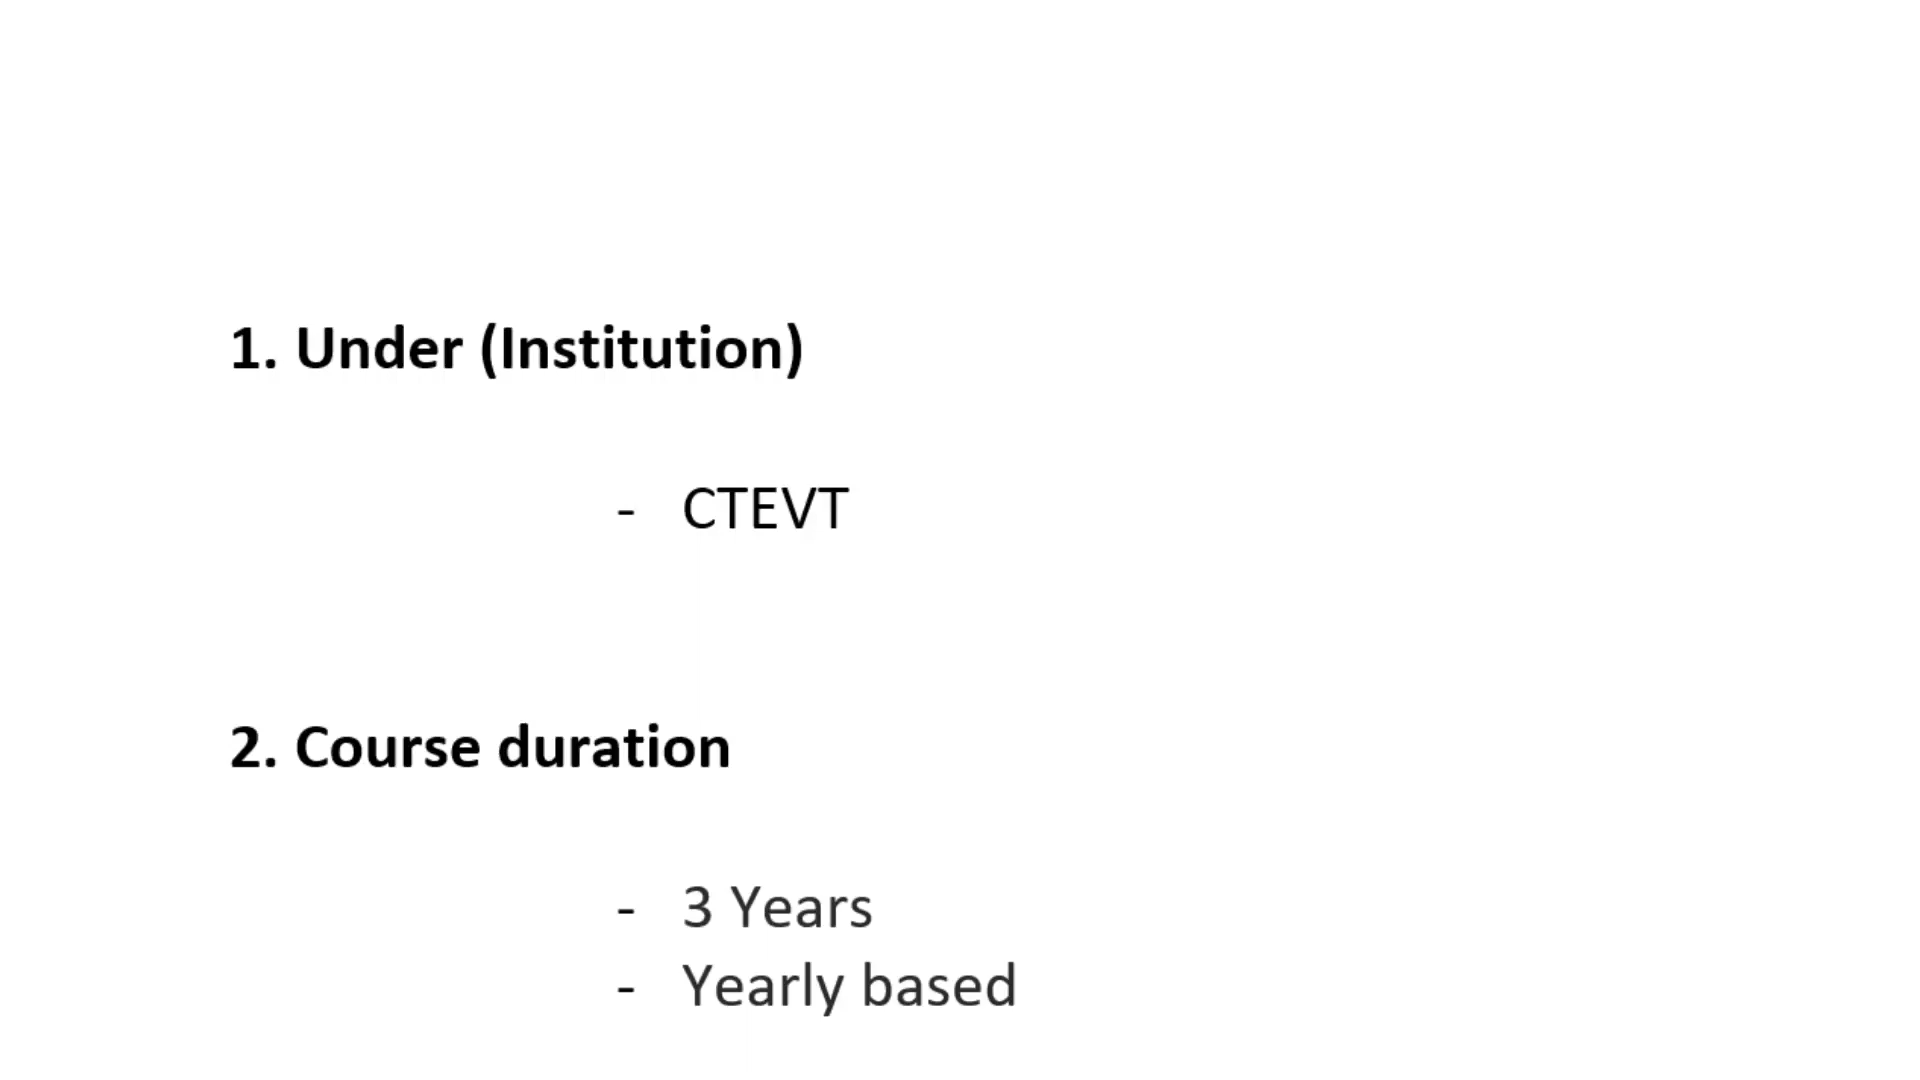 1. Under (Institution)
- CTEVT
2. Course duration
- 3 Years
- Yearly based